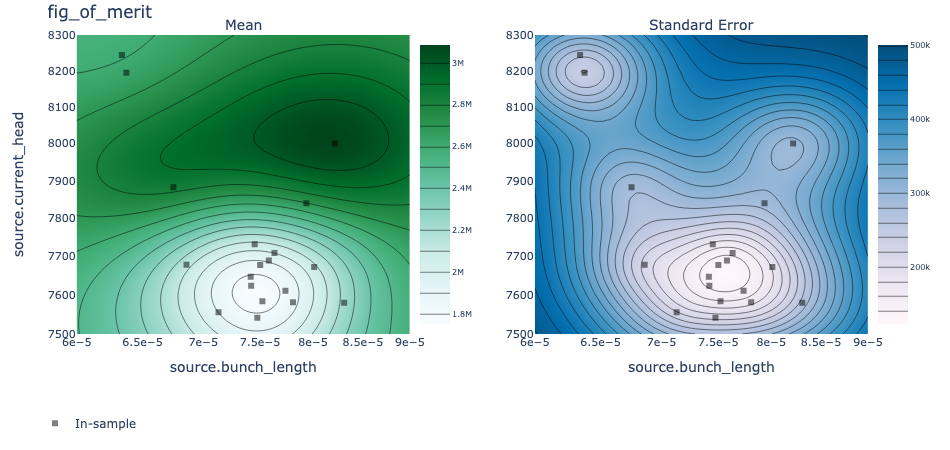 fig_of_merit
Mean
Standard Error
8300
8200
8100
8000
7900
7800
7700
7600
7500
source.current_head
6e−5
6.5e−5
7e−5
7.5e−5
8e−5
8.5e−5
9e−5
source.bunch_length
3M
2.8M
2.6M
2.4M
2.2M
2M
1.8M
8300
8200
8100
8000
7900
7800
7700
7600
7500
6e−5
6.5e−5
7e−5
7.5e−5
8e−5
8.5e−5
9e−5
source.bunch_length
500k
400k
300k
200k
In-sample